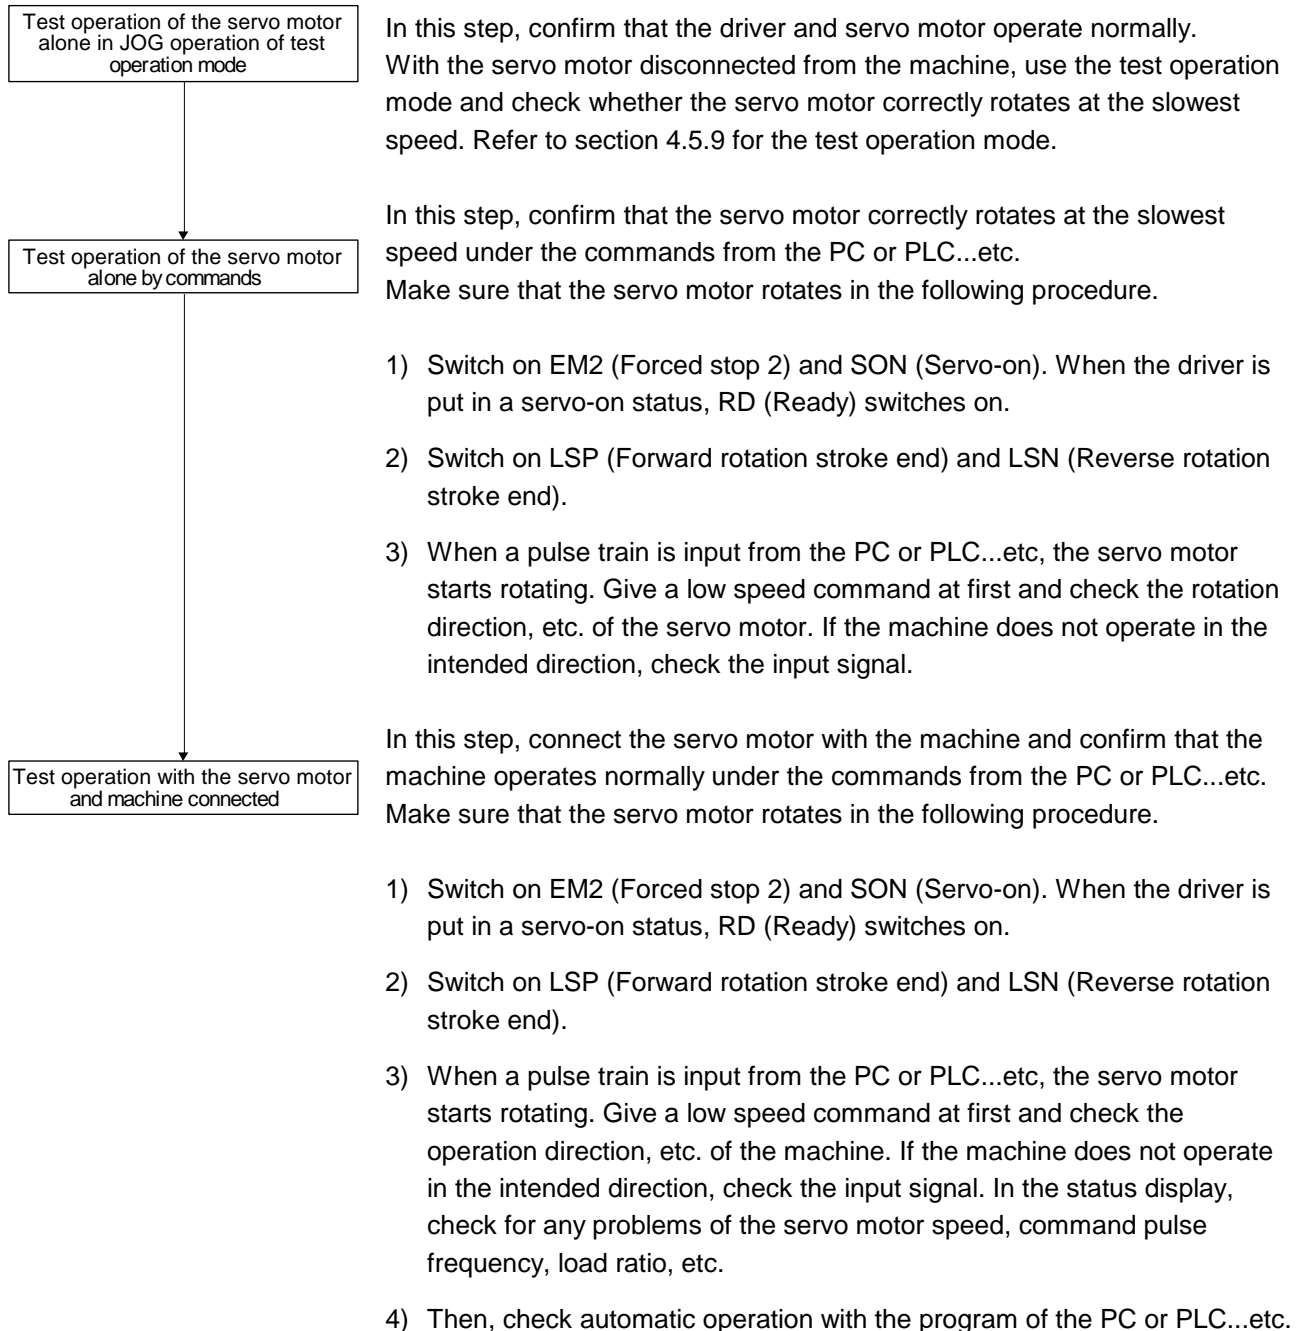 Test operation of the servo motor
alone in JOG operation of test
operation mode
In this step, confirm that the driver and servo motor operate normally.
With the servo motor disconnected from the machine, use the test operation
mode and check whether the servo motor correctly rotates at the slowest
speed. Refer to section 4.5.9 for the test operation mode.
Test operation of the servo motor
alone by commands
In this step, confirm that the servo motor correctly rotates at the slowest
speed under the commands from the PC or PLC...etc.
Make sure that the servo motor rotates in the following procedure.
1) Switch on EM2 (Forced stop 2) and SON (Servo-on). When the driver is
put in a servo-on status, RD (Ready) switches on.
2) Switch on LSP (Forward rotation stroke end) and LSN (Reverse rotation
stroke end).
3) When a pulse train is input from the PC or PLC...etc, the servo motor
starts rotating. Give a low speed command at first and check the rotation
direction, etc. of the servo motor. If the machine does not operate in the
intended direction, check the input signal.
Test operation with the servo motor
and machine connected
In this step, connect the servo motor with the machine and confirm that the
machine operates normally under the commands from the PC or PLC...etc.
Make sure that the servo motor rotates in the following procedure.
1) Switch on EM2 (Forced stop 2) and SON (Servo-on). When the driver is
put in a servo-on status, RD (Ready) switches on.
2) Switch on LSP (Forward rotation stroke end) and LSN (Reverse rotation
stroke end).
3) When a pulse train is input from the PC or PLC...etc, the servo motor
starts rotating. Give a low speed command at first and check the
operation direction, etc. of the machine. If the machine does not operate
in the intended direction, check the input signal. In the status display,
check for any problems of the servo motor speed, command pulse
frequency, load ratio, etc.
4) Then, check automatic operation with the program of the PC or PLC...etc.